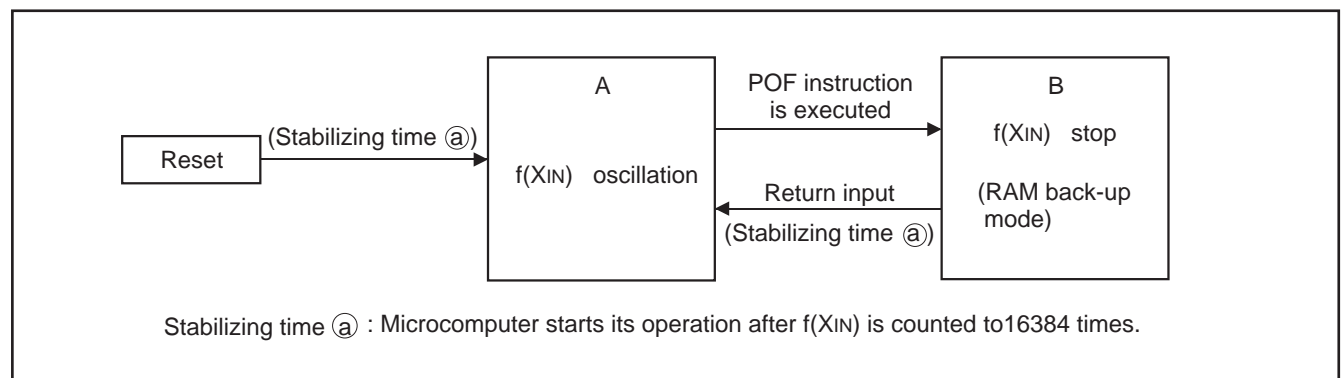 Reset
(Stabilizing time ⓐ)
A
f(XIN) oscillation
POF instruction
is executed
Return input
(Stabilizing time ⓐ)
B
f(XIN) stop
(RAM back-up
mode)
Stabilizing time ⓐ : Microcomputer starts its operation after f(XIN) is counted to16384 times.